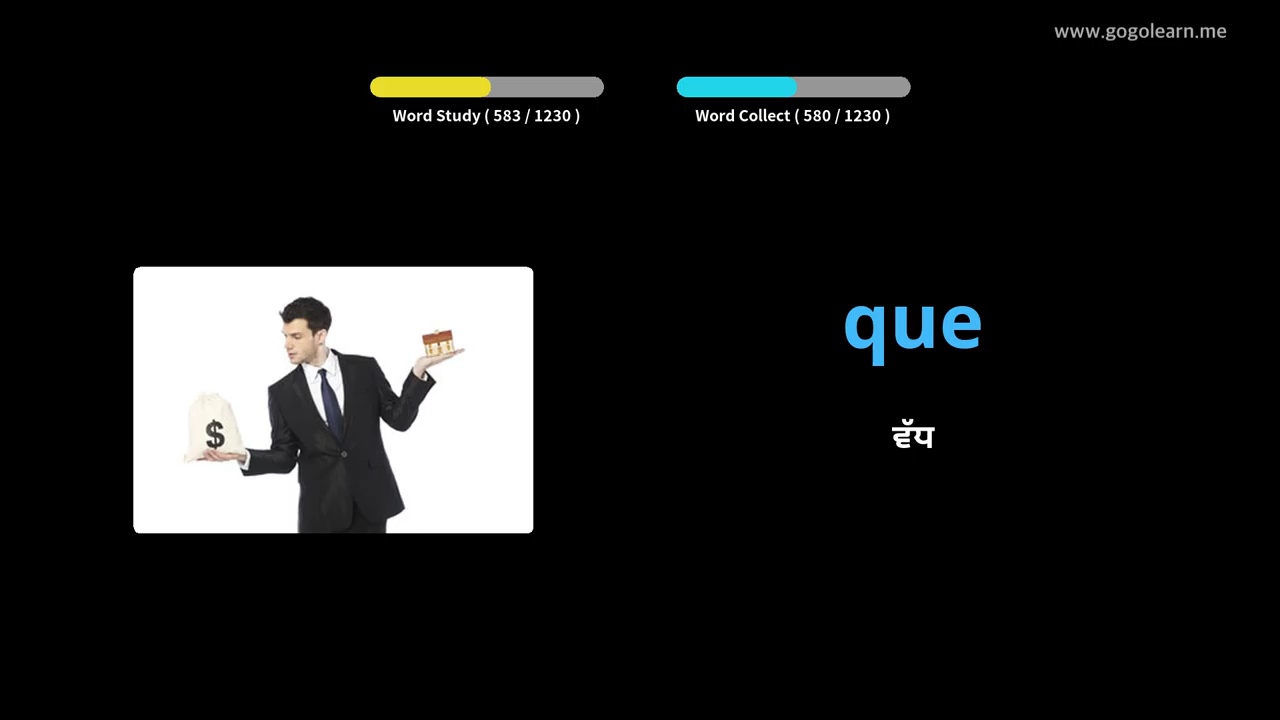 www.gogolearn.me
Word Study ( 583 / 1230 )
Word Collect ( 580 / 1230 )
$
que
ਵੱਧ